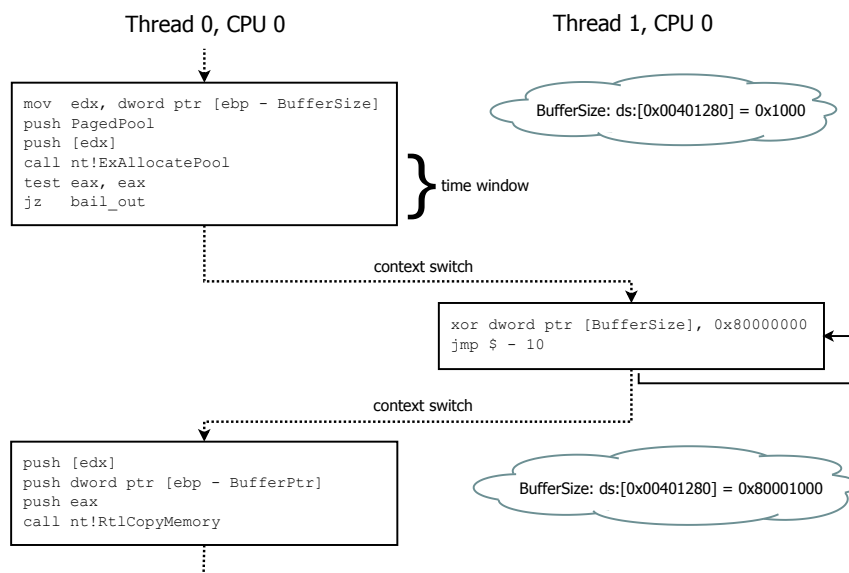 Thread 0, CPU 0
Thread 1, CPU 0
mov  edx, dword ptr [ebp - BufferSize]
push PagedPool
push [edx]
call nt!ExAllocatePool
test eax, eax
jz   bail_out
BufferSize: ds:[0x00401280] = 0x1000
time window
context switch
xor dword ptr [BufferSize], 0x80000000
jmp $ - 10
context switch
push [edx]
push dword ptr [ebp - BufferPtr]
push eax
call nt!RtlCopyMemory
BufferSize: ds:[0x00401280] = 0x80001000